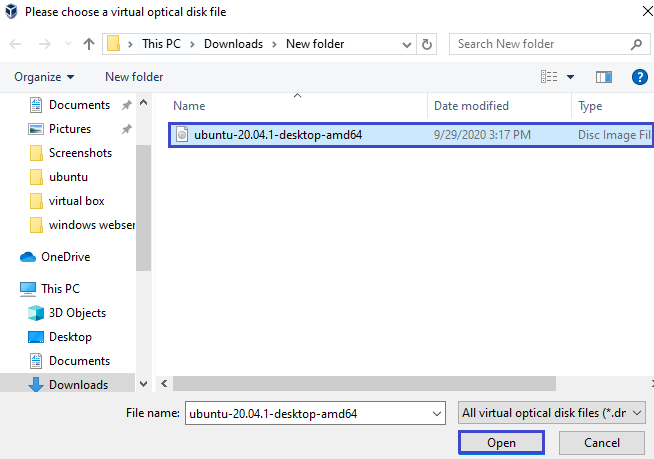 Please choose a virtual optical disk file
This PC > Downloads > New folder
Search New folder
Organize
New folder
Documents
Pictures
Screenshots
ubuntu
virtual box
windows webser
OneDrive
This PC
3D Objects
Desktop
Documents
Downloads
Name Date modified Type
ubuntu-20.04.1-desktop-amd64 9/29/2020 3:17 PM Disc Image Fil
File name: ubuntu-20.04.1-desktop-amd64 All virtual optical disk files (*.dm
Open Cancel